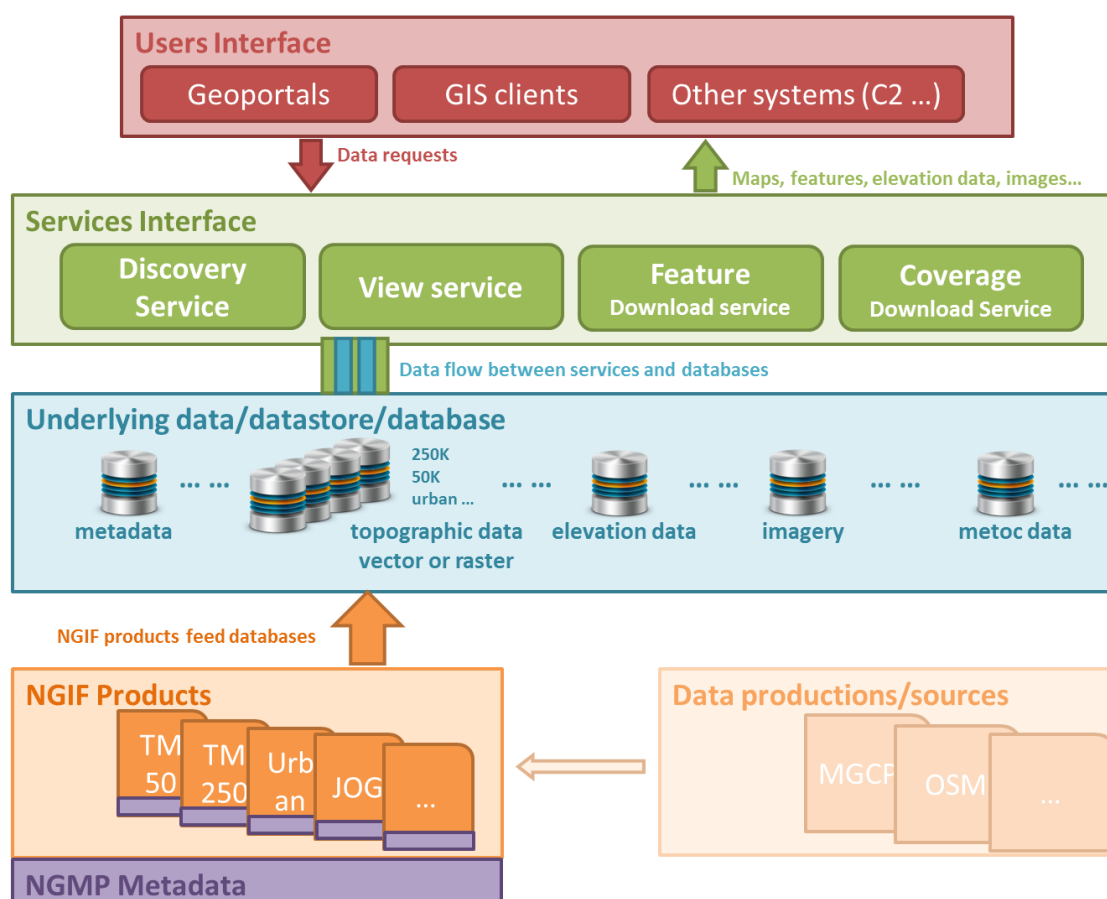 Users Interface
Geoportals
GIS clients
Other systems (C2 ...)
Data requests
Maps, features, elevation data, images...
Services Interface
Discovery
Service
View service
Feature
Download service
Coverage
Download Service
Data flow between services and databases
Underlying data/datastore/database
250K
50K
urban ...
... ...
... ...
... ...
... ...
... ...
metadata
topographic data
vector or raster
elevation data
imagery
metoc data
NGIF products feed databases
NGIF Products
TM
50
TM
250
Urb
an
JOG
...
Data productions/sources
MGCP
OSM
...
NGMP Metadata